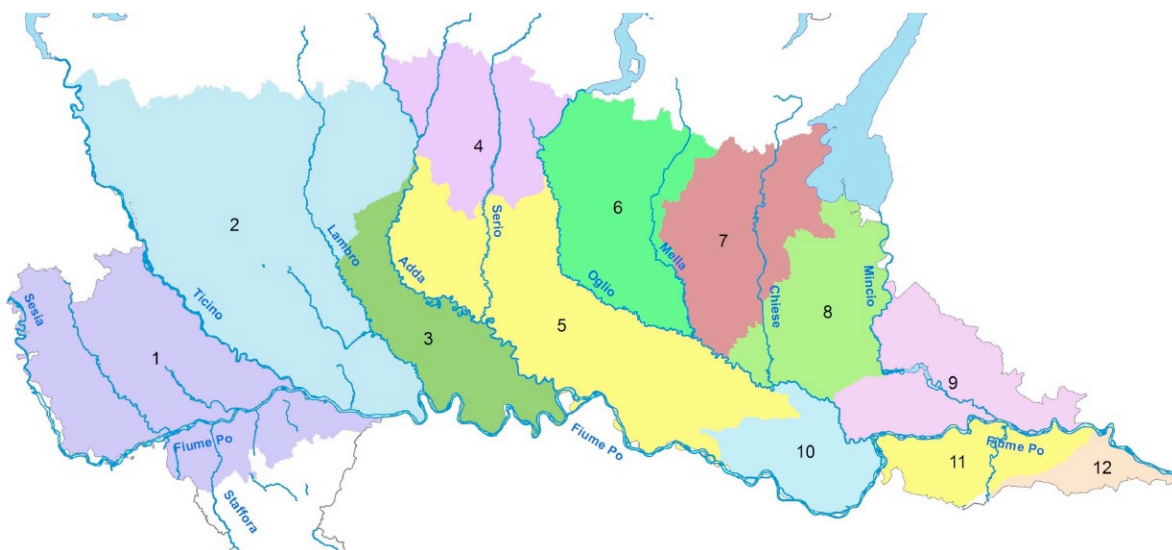 4
Serio
6
2
Lambro
Mella
7
Adda
Oglio
Ticino
Chiese
Mincio
Sesia
8
5
3
1
9
Fiume Po
Fiume Po
Fiume Po
10
11
12
Staffora